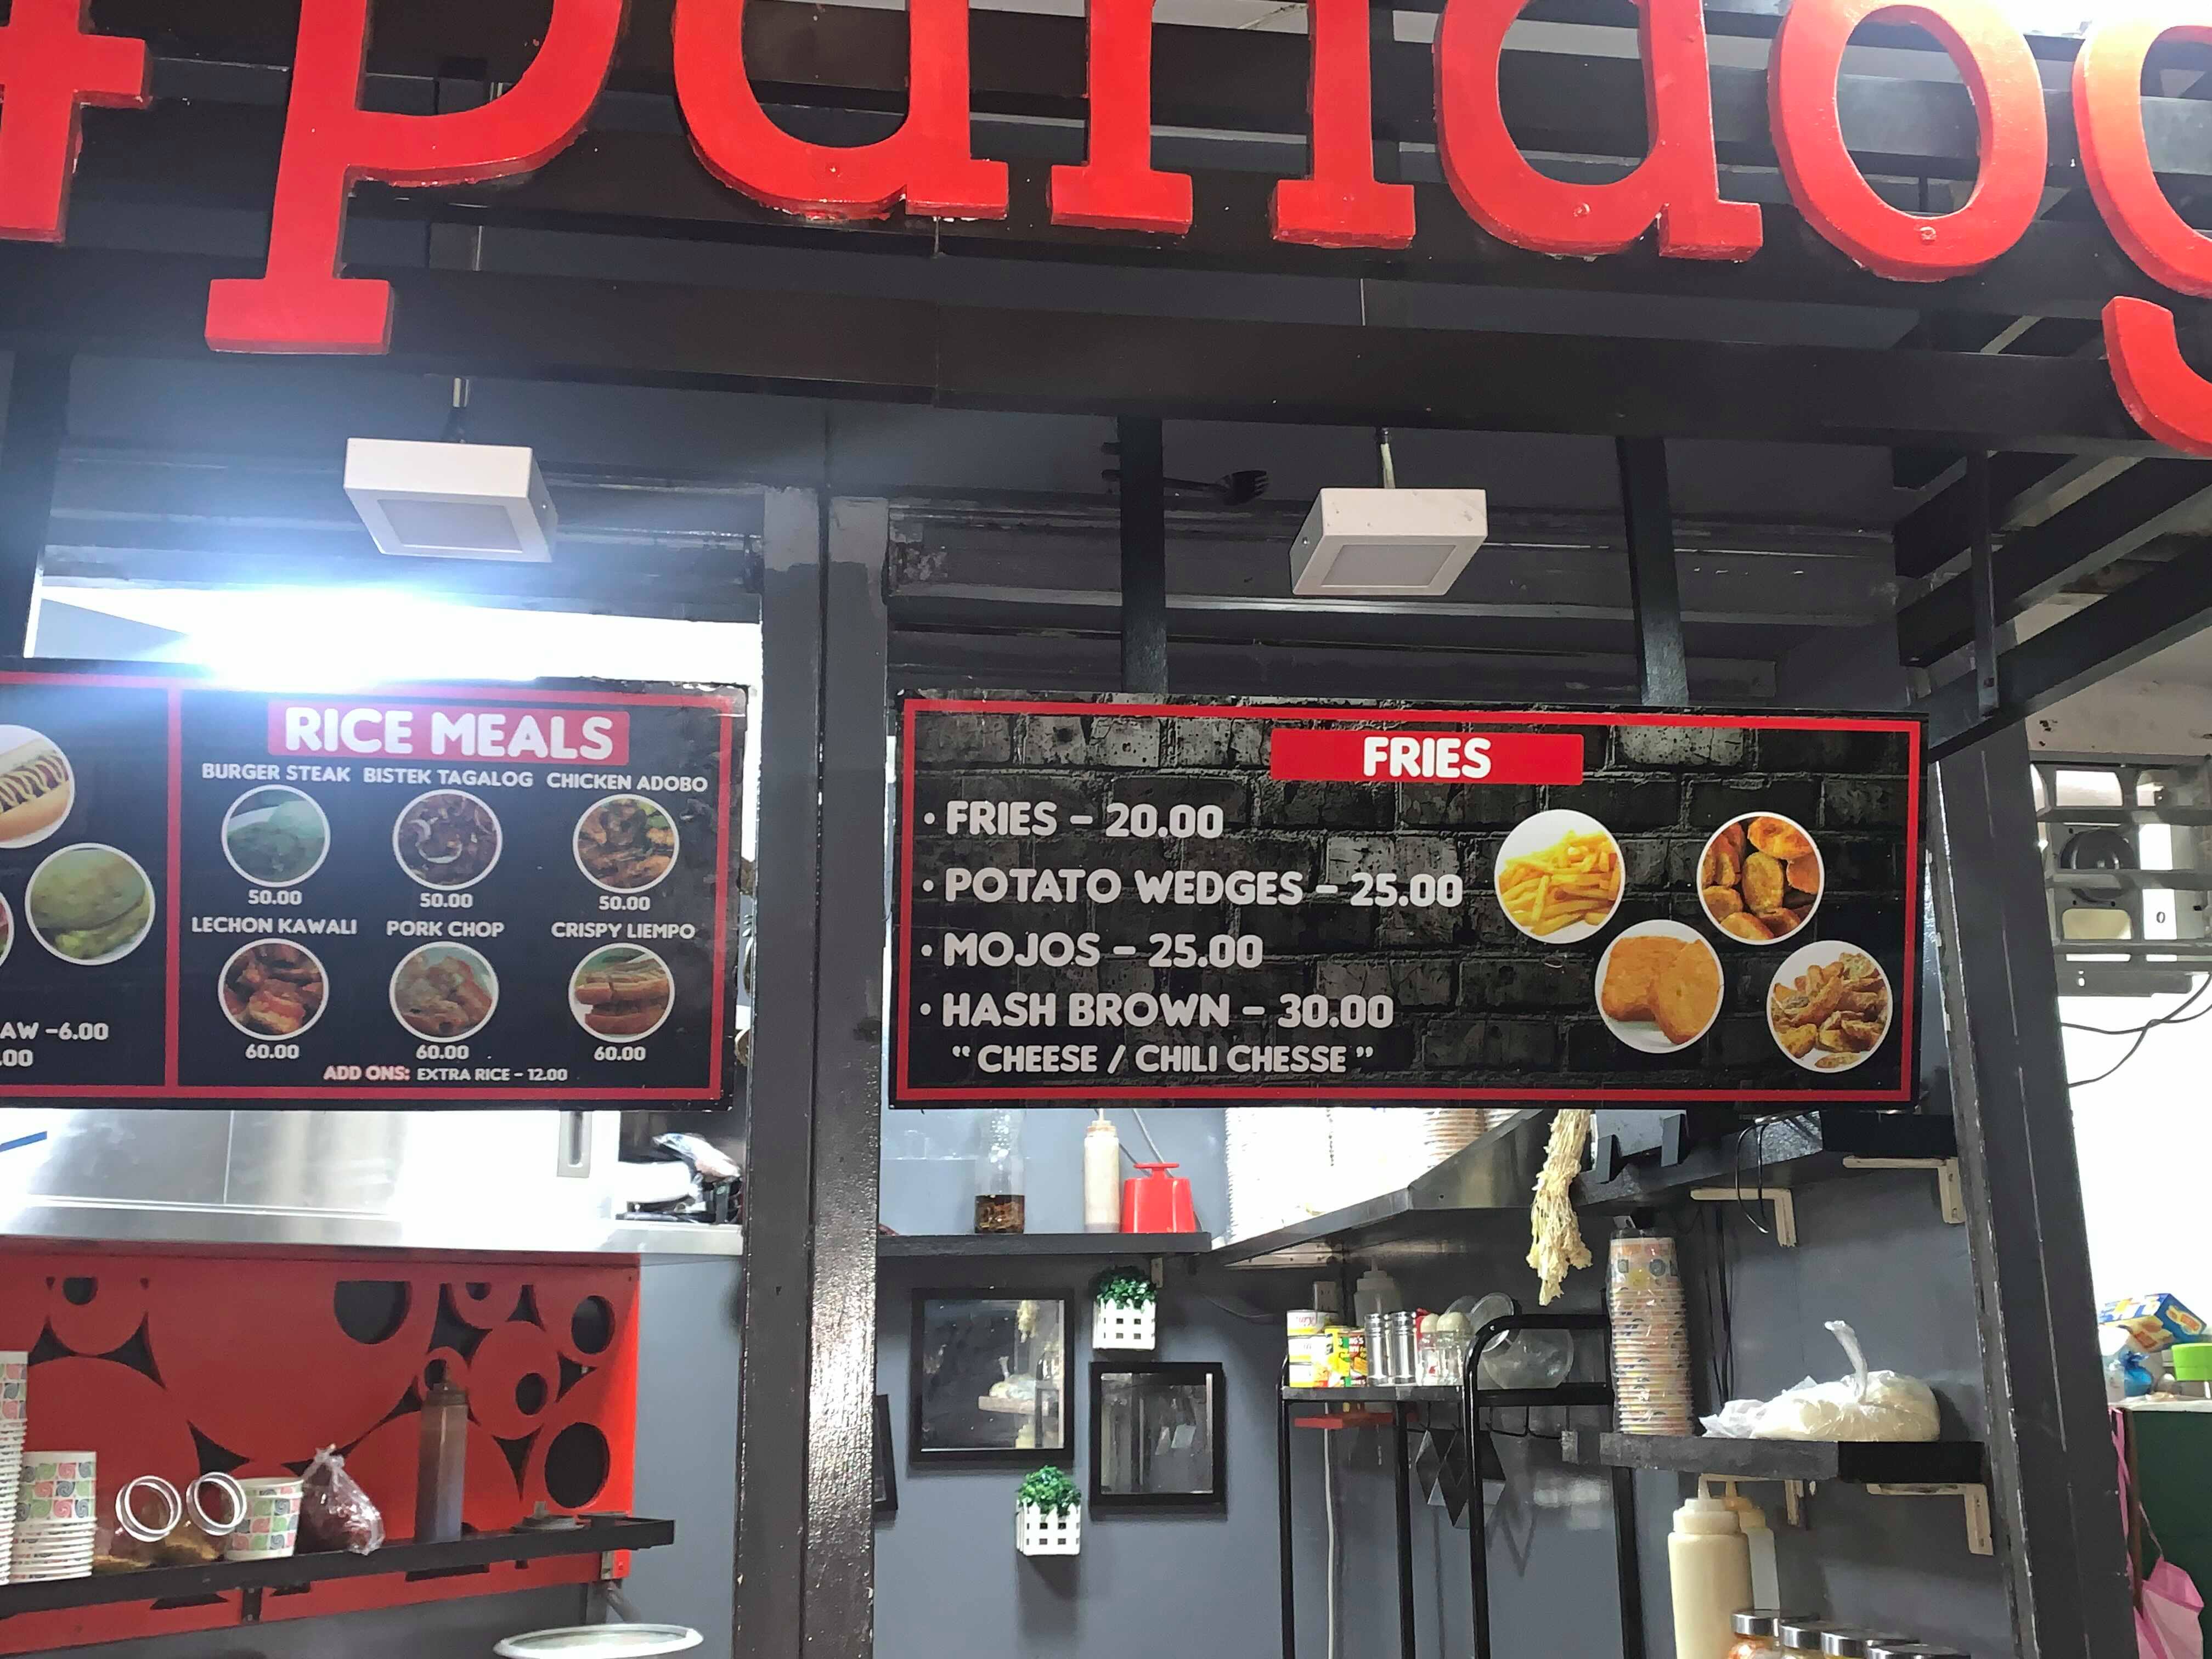 #pundog
RICE MEALS
BURGER STEAK BISTEK TAGALOG CHICKEN ADOBO
50.00 50.00 50.00
LECHON KAWALI PORK CHOP CRISPY LIEMPO
60.00 60.00 60.00
ADD ONS: EXTRA RICE - 12.00
AW -6.00
.00
FRIES
• FRIES - 20.00
• POTATO WEDGES - 25.00
• MOJOS - 25.00
• HASH BROWN - 30.00
“ CHEESE / CHILI CHESSE ”